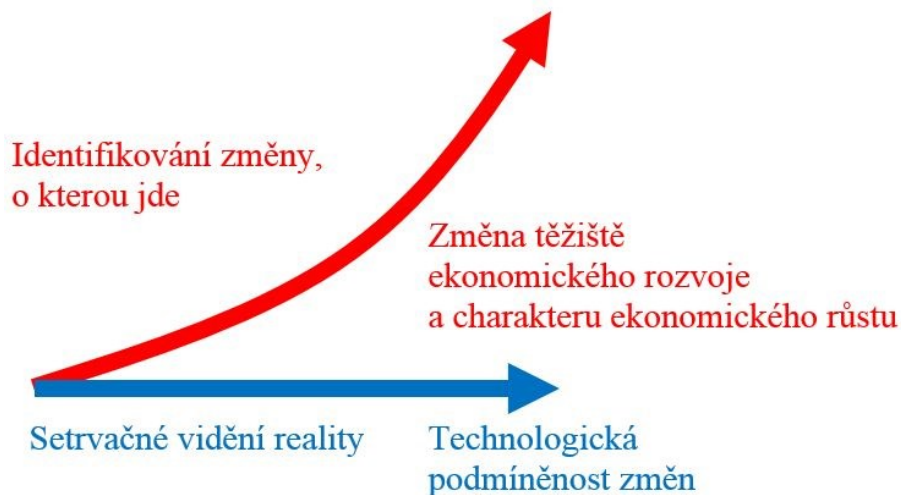 Identifikování změny,
o kterou jde
Změna těžiště
ekonomického rozvoje
a charakteru ekonomického růstu
Setrvačné vidění reality
Technologická
podmíněnost změn